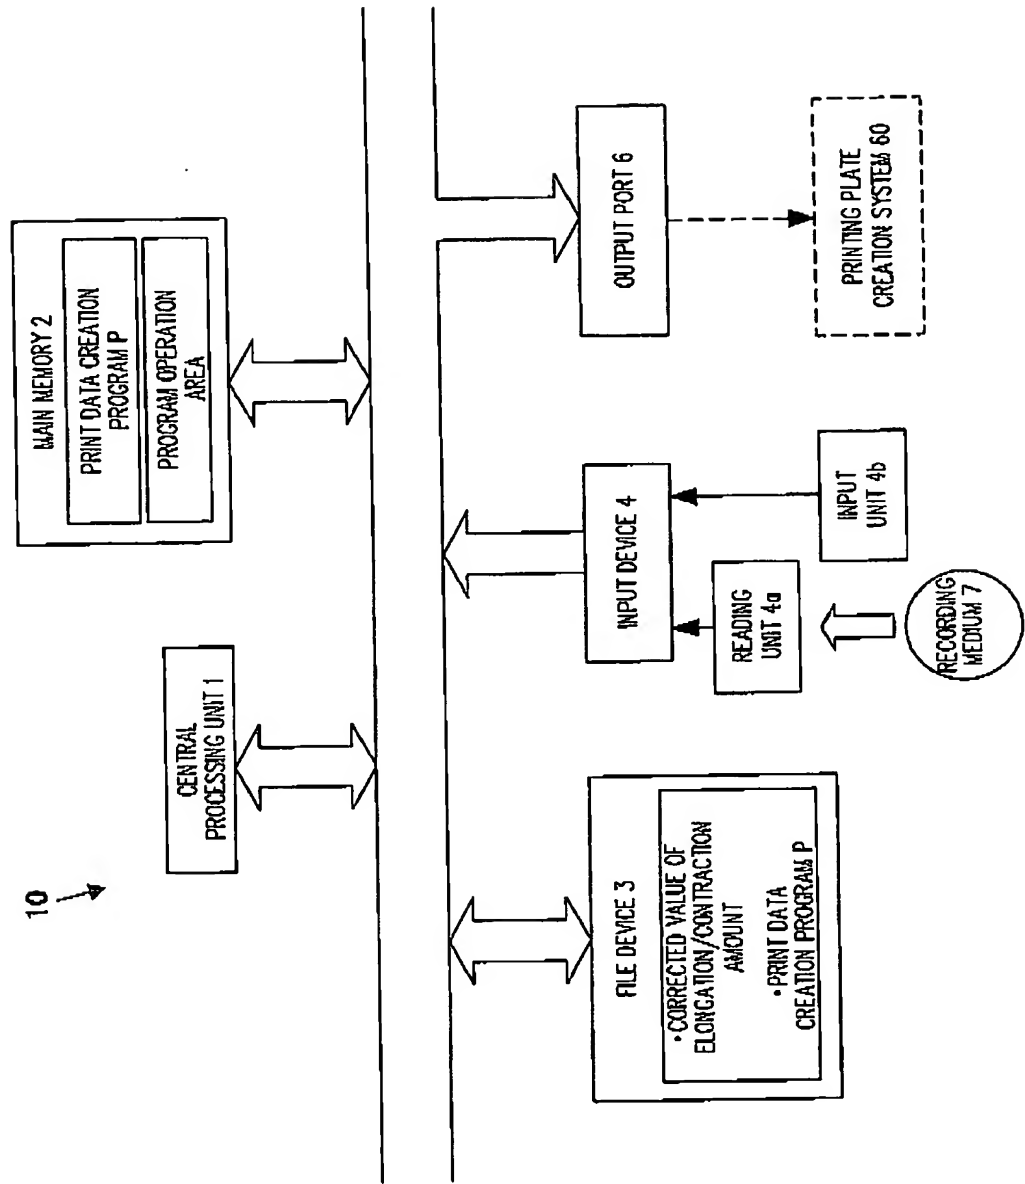 10
CENTRAL
PROCESSING UNIT 1
MAIN MEMORY 2
PRINT DATA CREATION
PROGRAM P
PROGRAM OPERATION
AREA
FILE DEVICE 3
•CORRECTED VALUE OF
ELONGATION/CONTRACTION
AMOUNT
•PRINT DATA
CREATION PROGRAM P
INPUT DEVICE 4
READING
UNIT 4a
INPUT
UNIT 4b
RECORDING
MEDIUM 7
OUTPUT PORT 6
PRINTING PLATE
CREATION SYSTEM 60